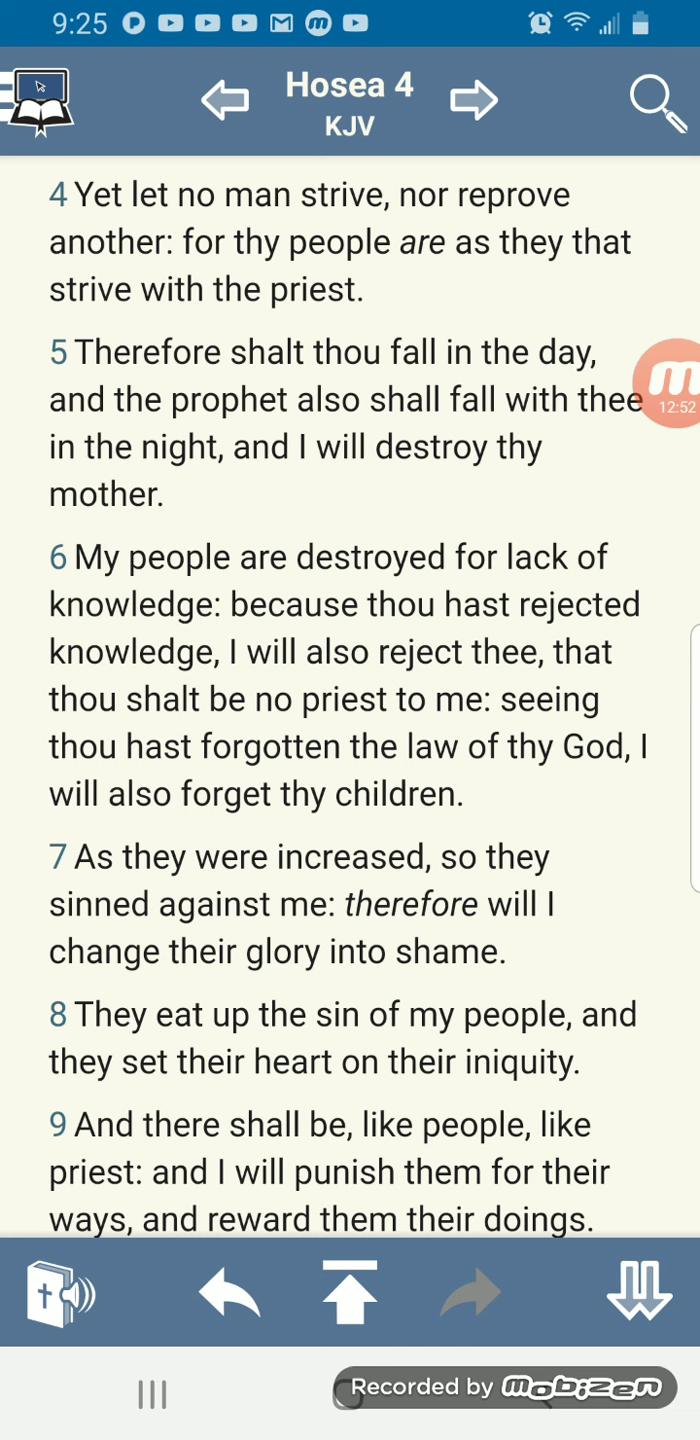 9:25
Hosea 4
KJV
4 Yet let no man strive, nor reprove
another: for thy people are as they that
strive with the priest.
5 Therefore shalt thou fall in the day,
and the prophet also shall fall with thee
in the night, and I will destroy thy
mother.
12:52
6 My people are destroyed for lack of
knowledge: because thou hast rejected
knowledge, I will also reject thee, that
thou shalt be no priest to me: seeing
thou hast forgotten the law of thy God, I
will also forget thy children.
7 As they were increased, so they
sinned against me: therefore will I
change their glory into shame.
8 They eat up the sin of my people, and
they set their heart on their iniquity.
9 And there shall be, like people, like
priest: and I will punish them for their
ways, and reward them their doings.
Recorded by mobizen